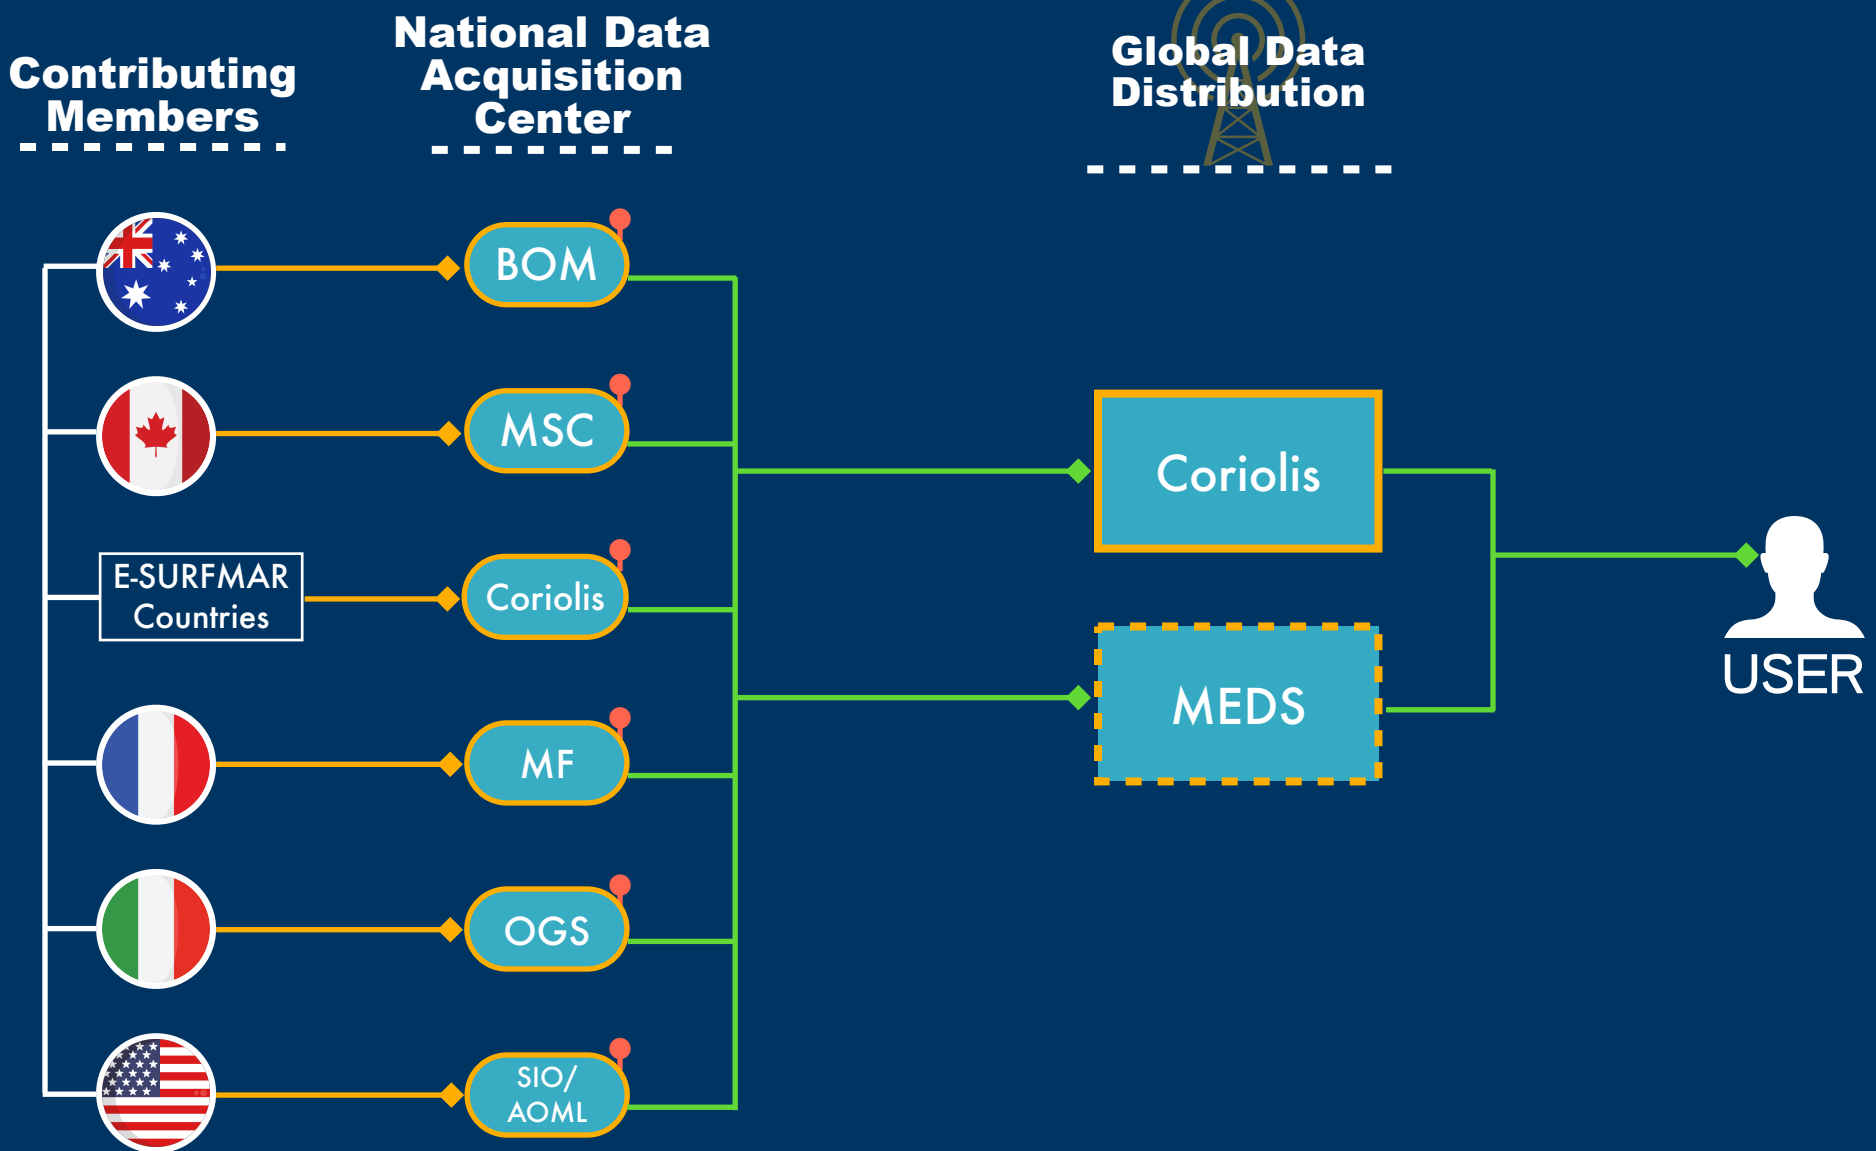 Contributing
Members
National Data
Acquisition
Center
Global Data
Distribution
BOM
MSC
E-SURFMAR
Countries
Coriolis
MF
OGS
SIO/
AOML
Coriolis
MEDS
USER